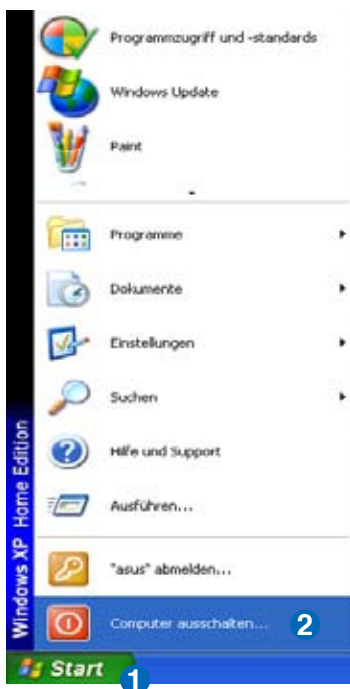 Programmzugriff und -standards
Windows Update
Paint
Programme
Dokumente
Einstellungen
Suchen
Hilfe und Support
Ausführen...
"asus" abmelden...
Computer ausschalten... 2
Windows XP Home Edition
Start 1